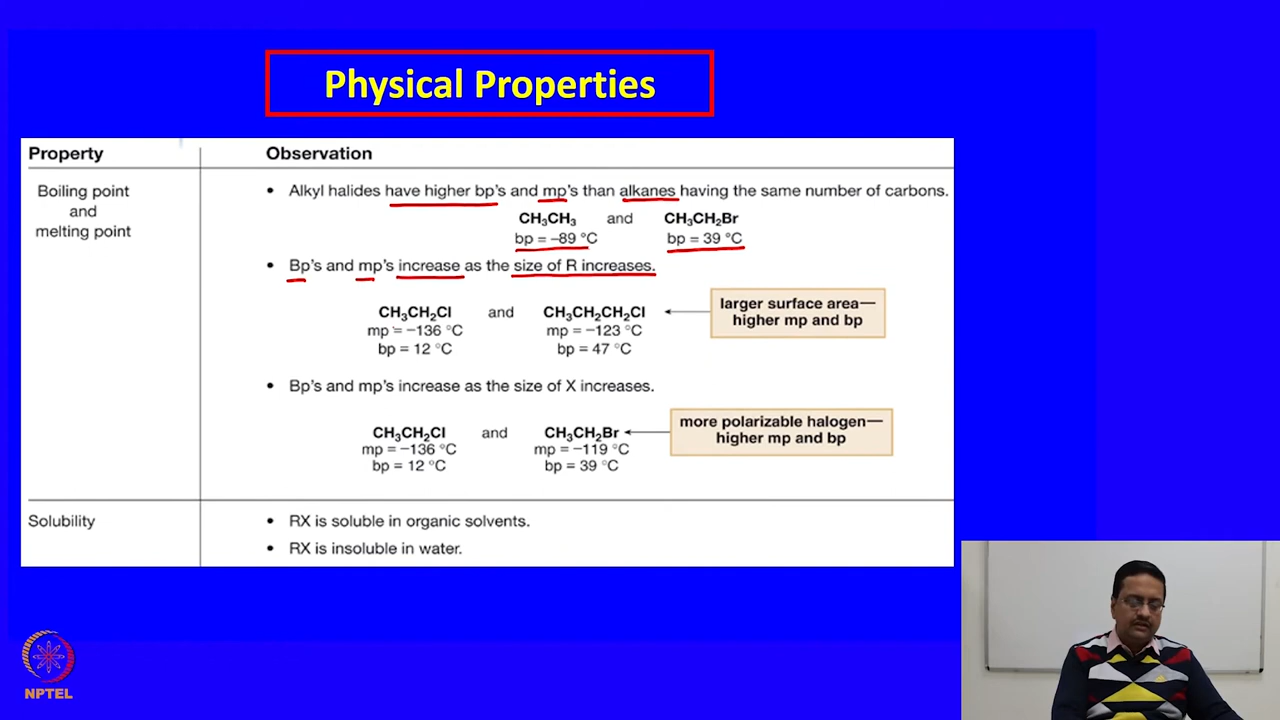 Physical Properties
Property Observation
Boiling point
and
melting point
• Alkyl halides have higher bp's and mp's than alkanes having the same number of carbons.
CH₃CH₃ and CH₃CH₂Br
bp = –89 °C bp = 39 °C
• Bp's and mp's increase as the size of R increases.
CH₃CH₂Cl and CH₃CH₂CH₂Cl
mp = –136 °C mp = –123 °C
bp = 12 °C bp = 47 °C
larger surface area—
higher mp and bp
• Bp's and mp's increase as the size of X increases.
CH₃CH₂Cl and CH₃CH₂Br
mp = –136 °C mp = –119 °C
bp = 12 °C bp = 39 °C
more polarizable halogen—
higher mp and bp
Solubility
• RX is soluble in organic solvents.
• RX is insoluble in water.
NPTEL